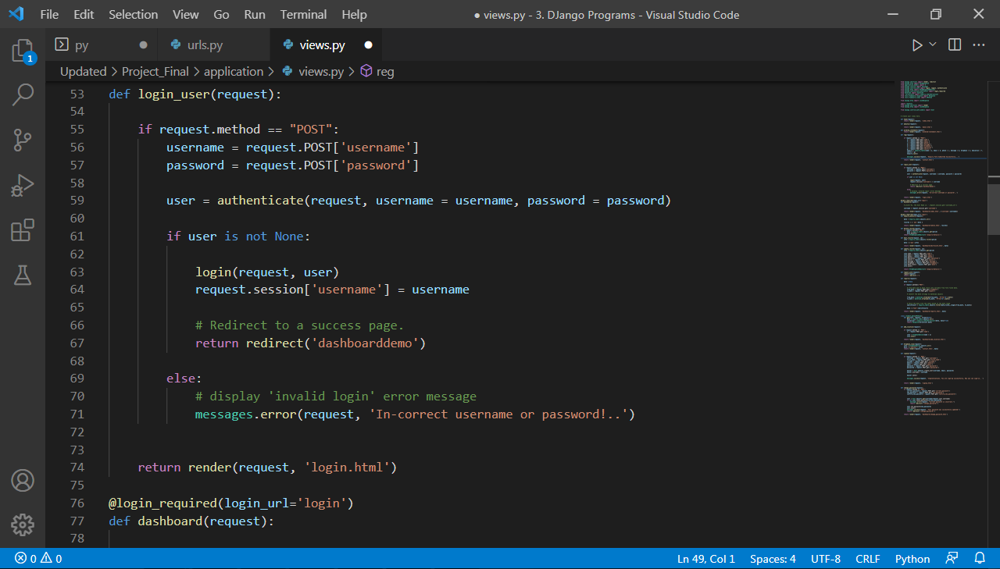 File Edit Selection View Go Run Terminal Help ● views.py - 3. DJango Programs - Visual Studio Code
py ● urls.py views.py ●
1
Updated > Project_Final > application > views.py > reg
53 def login_user(request):
54
55 if request.method == "POST":
56 username = request.POST['username']
57 password = request.POST['password']
58
59 user = authenticate(request, username = username, password = password)
60
61 if user is not None:
62
63 login(request, user)
64 request.session['username'] = username
65
66 # Redirect to a success page.
67 return redirect('dashboarddemo')
68
69 else:
70 # display 'invalid login' error message
71 messages.error(request, 'In-correct username or password!..')
72
73
74 return render(request, 'login.html')
75
76 @login_required(login_url='login')
77 def dashboard(request):
78
0 0 Ln 49, Col 1 Spaces: 4 UTF-8 CRLF Python